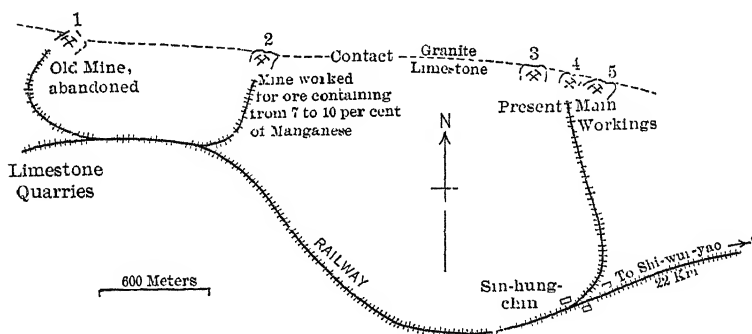 1
2
3
4
5
Contact
Granite
Limestone
Old Mine,
abandoned
Mine worked
for ore containing
from 7 to 10 per cent
of Manganese
Present Main
Workings
N
Limestone
Quarries
RAILWAY
600 Meters
Sin-hung-
chin
To Shi-wui-yao
22 Km